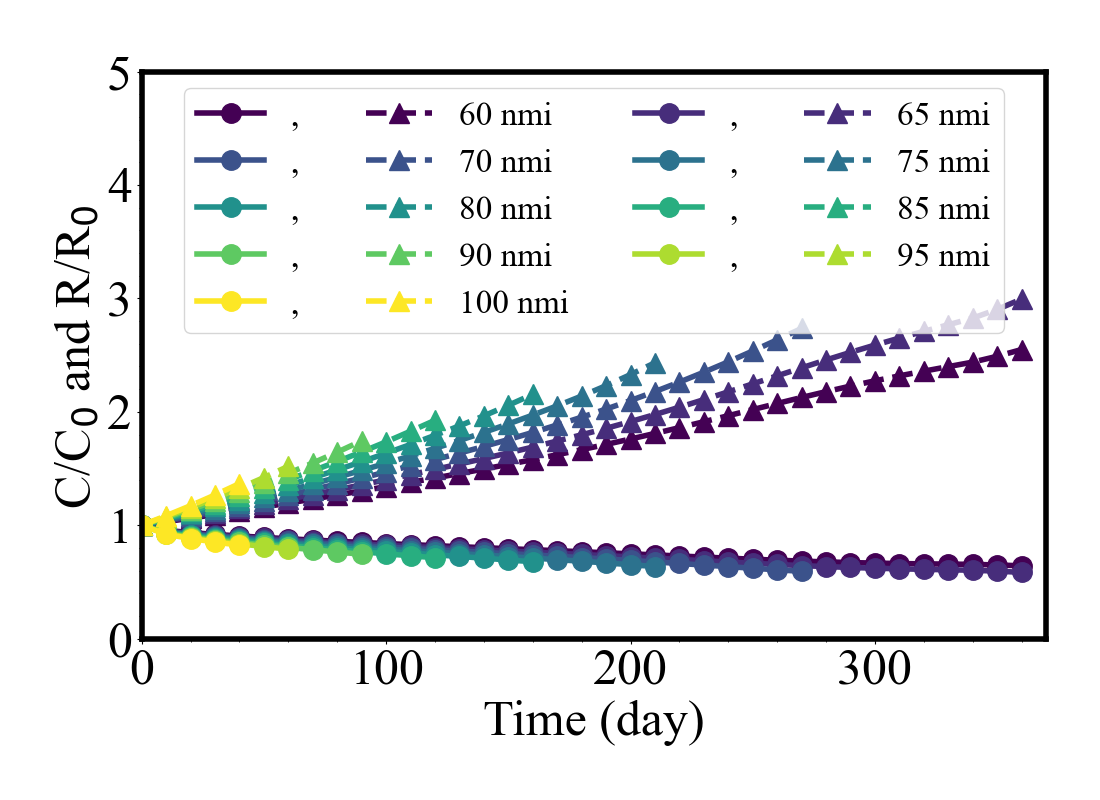 C/C0 and R/R0
5
4
3
2
1
0
, 60 nmi , 65 nmi
, 70 nmi , 75 nmi
, 80 nmi , 85 nmi
, 90 nmi , 95 nmi
, 100 nmi
0 100 200 300
Time (day)